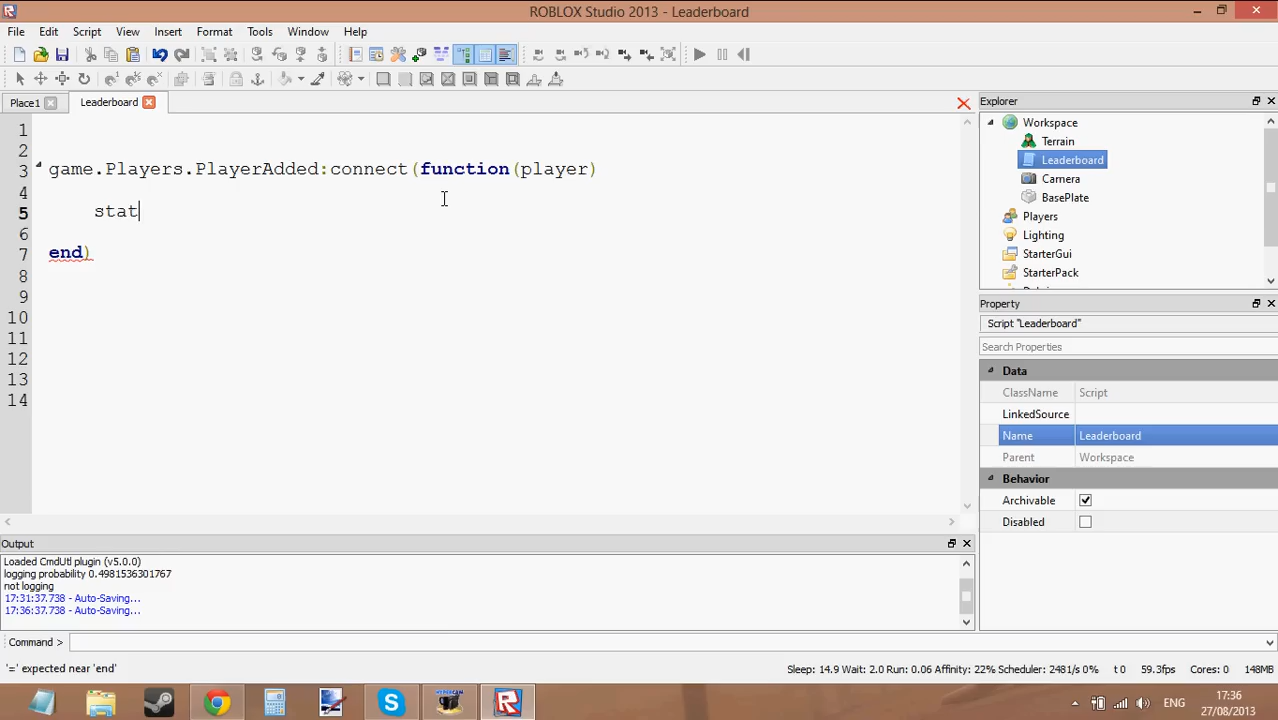 ROBLOX Studio 2013 - Leaderboard
File Edit Script View Insert Format Tools Window Help
Place1 Leaderboard
Explorer
Workspace
Terrain
Leaderboard
Camera
BasePlate
Players
Lighting
StarterGui
StarterPack
1
2
3 game.Players.PlayerAdded:connect(function(player)
4
5 stat
6
7 end)
8
9
10
11
12
13
14
Property
Script "Leaderboard"
Search Properties
Data
ClassName Script
LinkedSource
Name Leaderboard
Parent Workspace
Behavior
Archivable
Disabled
Output
Loaded CmdUtl plugin (v5.0.0)
logging probability 0.4981536301767
not logging
17:31:37.738 - Auto-Saving...
17:36:37.738 - Auto-Saving...
Command >
'=' expected near 'end' Sleep: 14.9 Wait: 2.0 Run: 0.06 Affinity: 22% Scheduler: 2481/s 0% t 0 59.3fps Cores: 0 148MB
ENG 17:36
27/08/2013